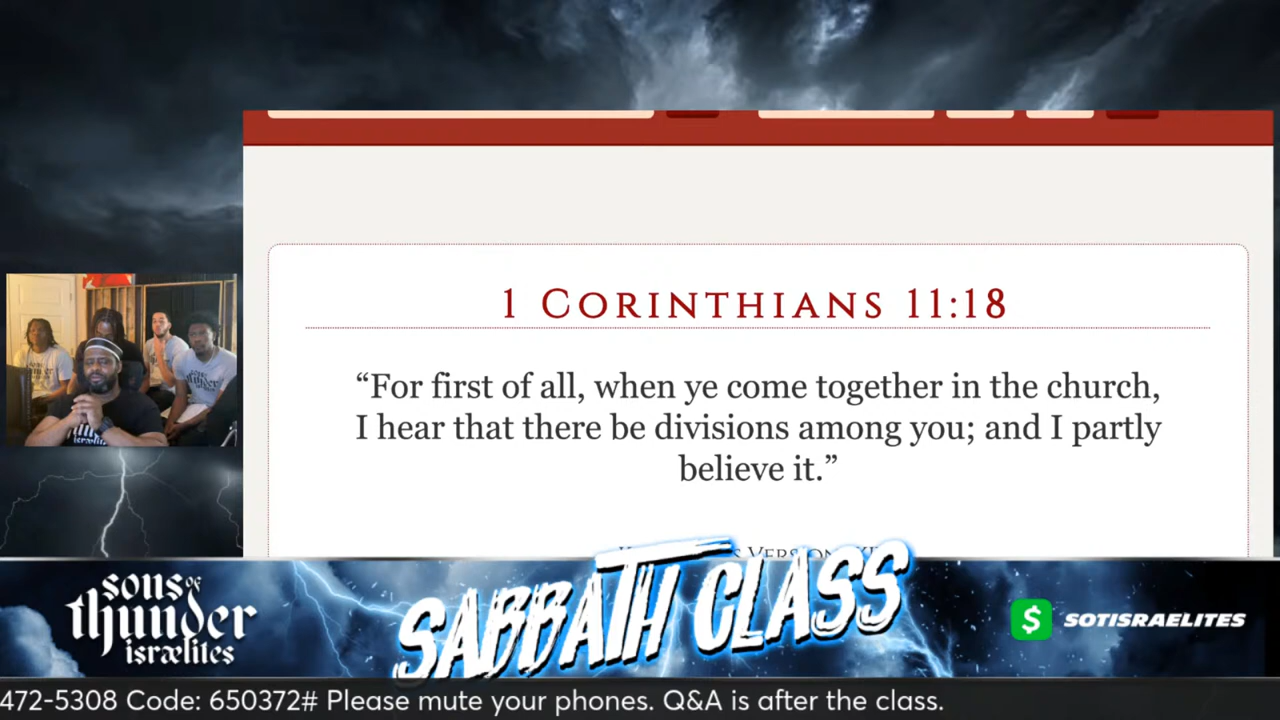 1 CORINTHIANS 11:18
“For first of all, when ye come together in the church,
I hear that there be divisions among you; and I partly
believe it.”
VERSION
SABBATH CLASS
sons of
thunder
israelites
$ SOTISRAELITES
472-5308 Code: 650372# Please mute your phones. Q&A is after the class.